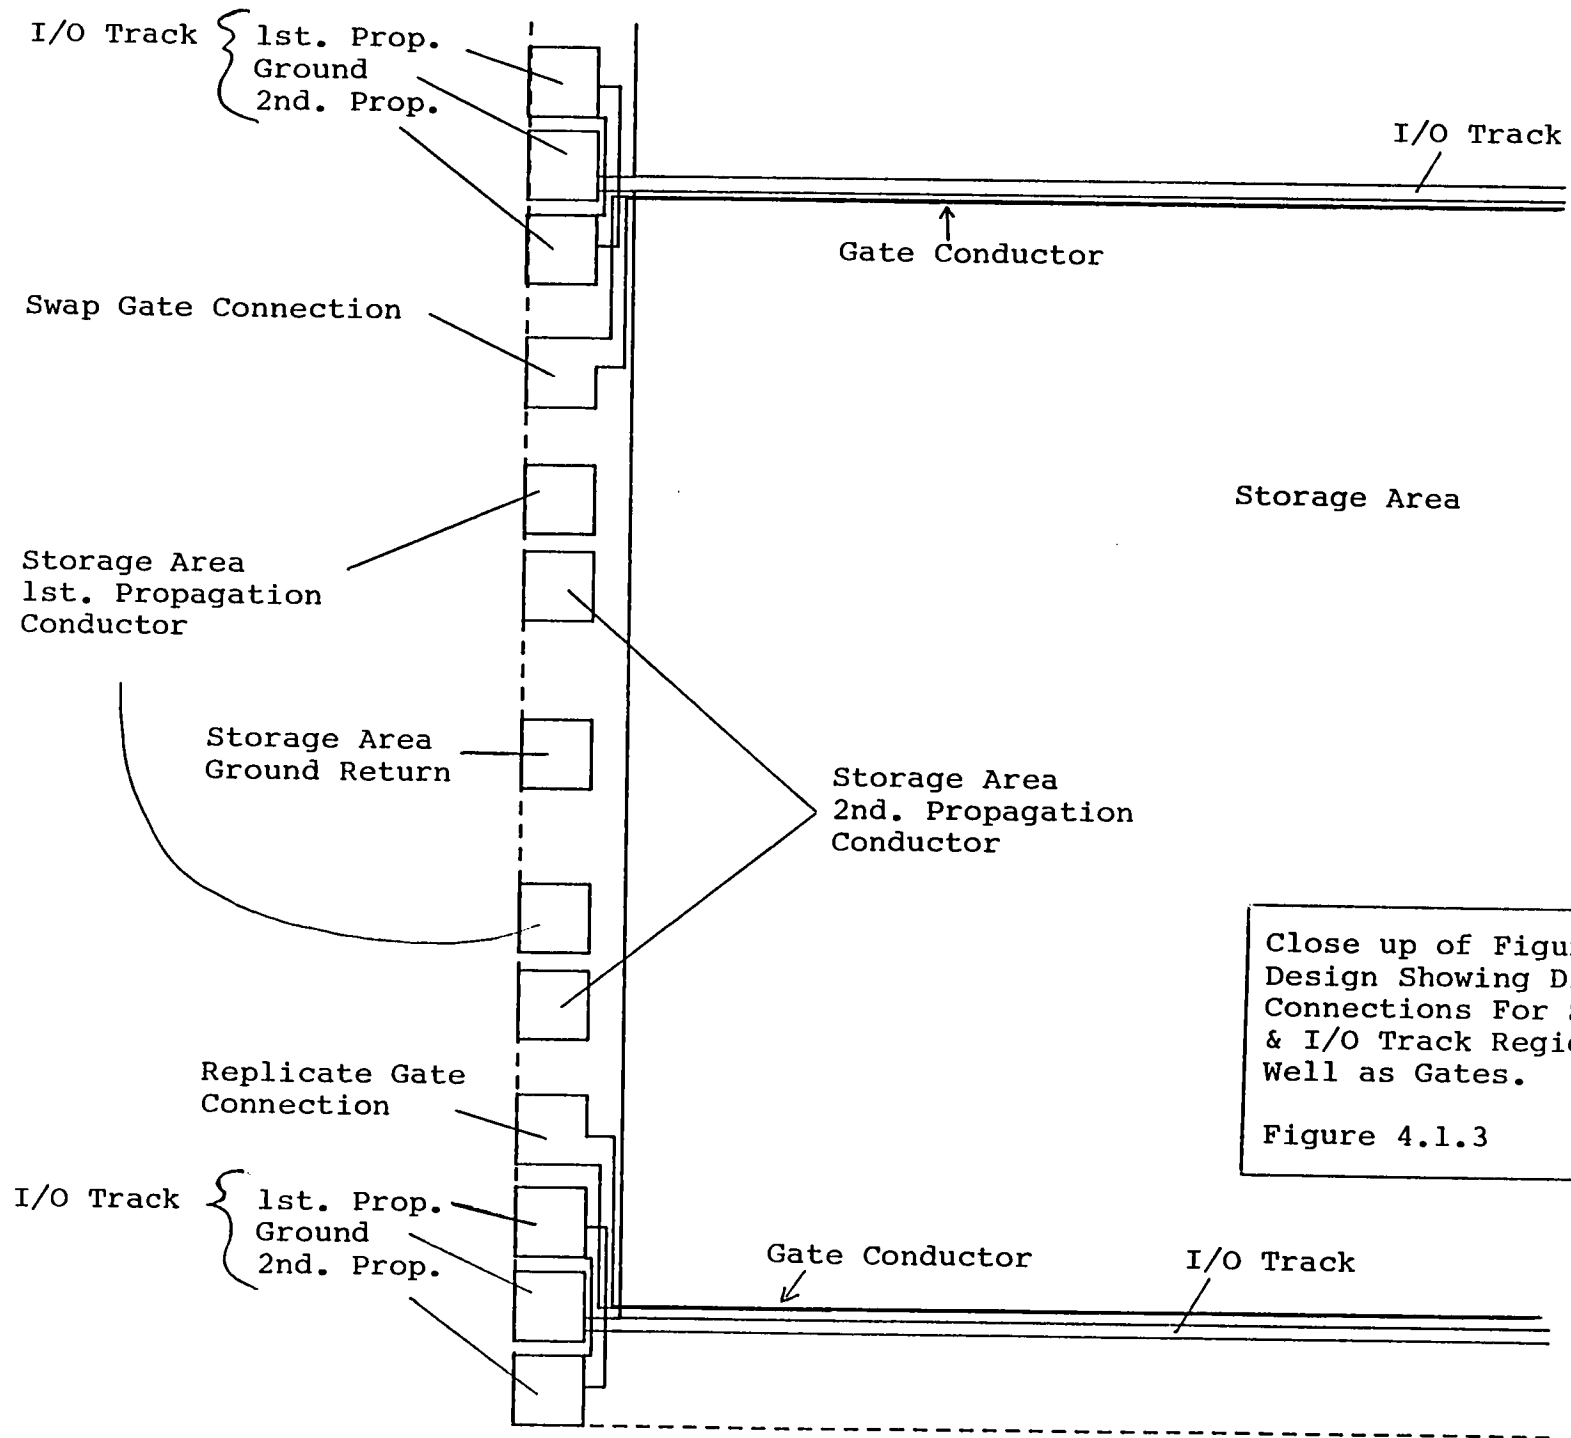 I/O Track
1st. Prop.
Ground
2nd. Prop.
I/O Track
Gate Conductor
Swap Gate Connection
Storage Area
Storage Area
1st. Propagation
Conductor
Storage Area
Ground Return
Storage Area
2nd. Propagation
Conductor
Close up of
Design Showing
Connections For
& I/O Track
Well as Gates.
Figure 4.1.3
Replicate Gate
Connection
I/O Track
1st. Prop.
Ground
2nd. Prop.
Gate Conductor
I/O Track